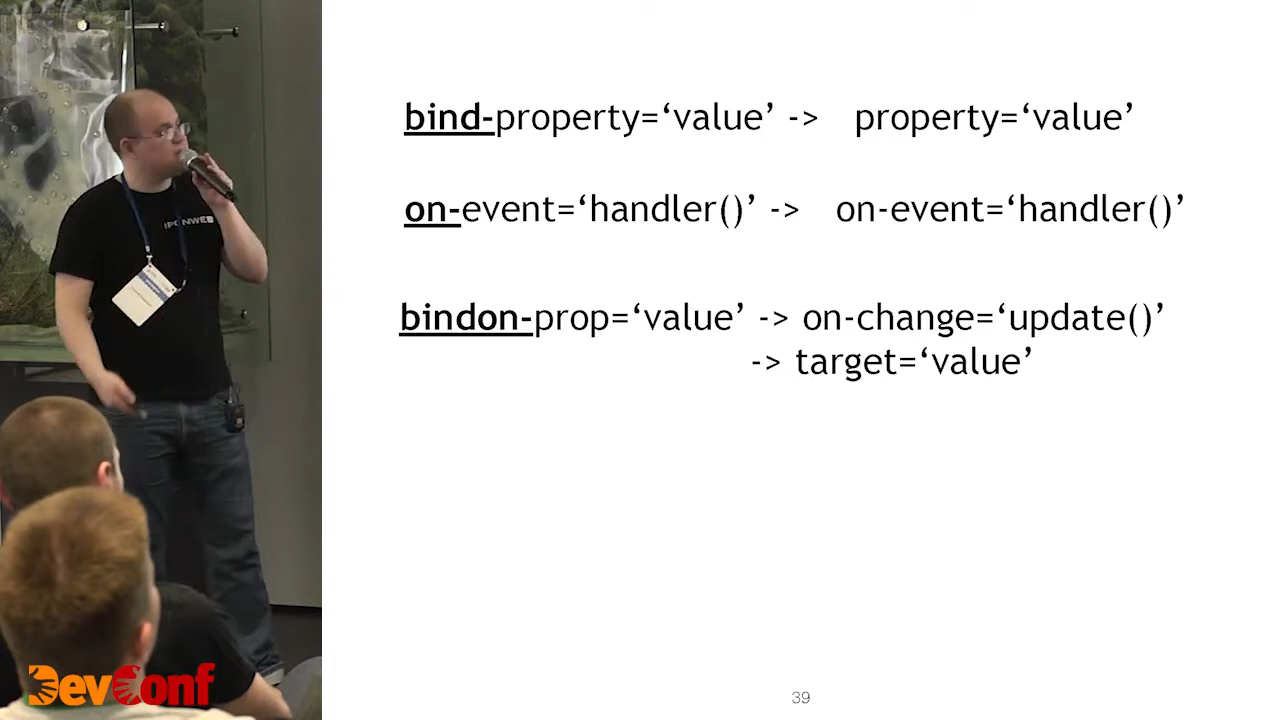 bind-property=‘value’ -> property=‘value’
on-event=‘handler()’ -> on-event=‘handler()’
bindon-prop=‘value’ -> on-change=‘update()’
-> target=‘value’
IPONWEB
DevConf
39